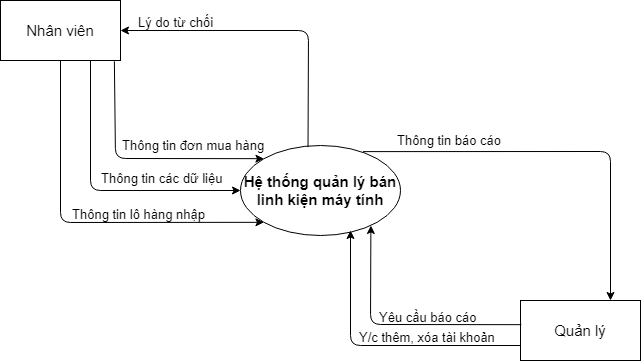 Nhân viên
Lý do từ chối
Thông tin đơn mua hàng
Thông tin báo cáo
Thông tin các dữ liệu
Hệ thống quản lý bán
linh kiện máy tính
Thông tin lô hàng nhập
Yêu cầu báo cáo
Y/c thêm, xóa tài khoản
Quản lý